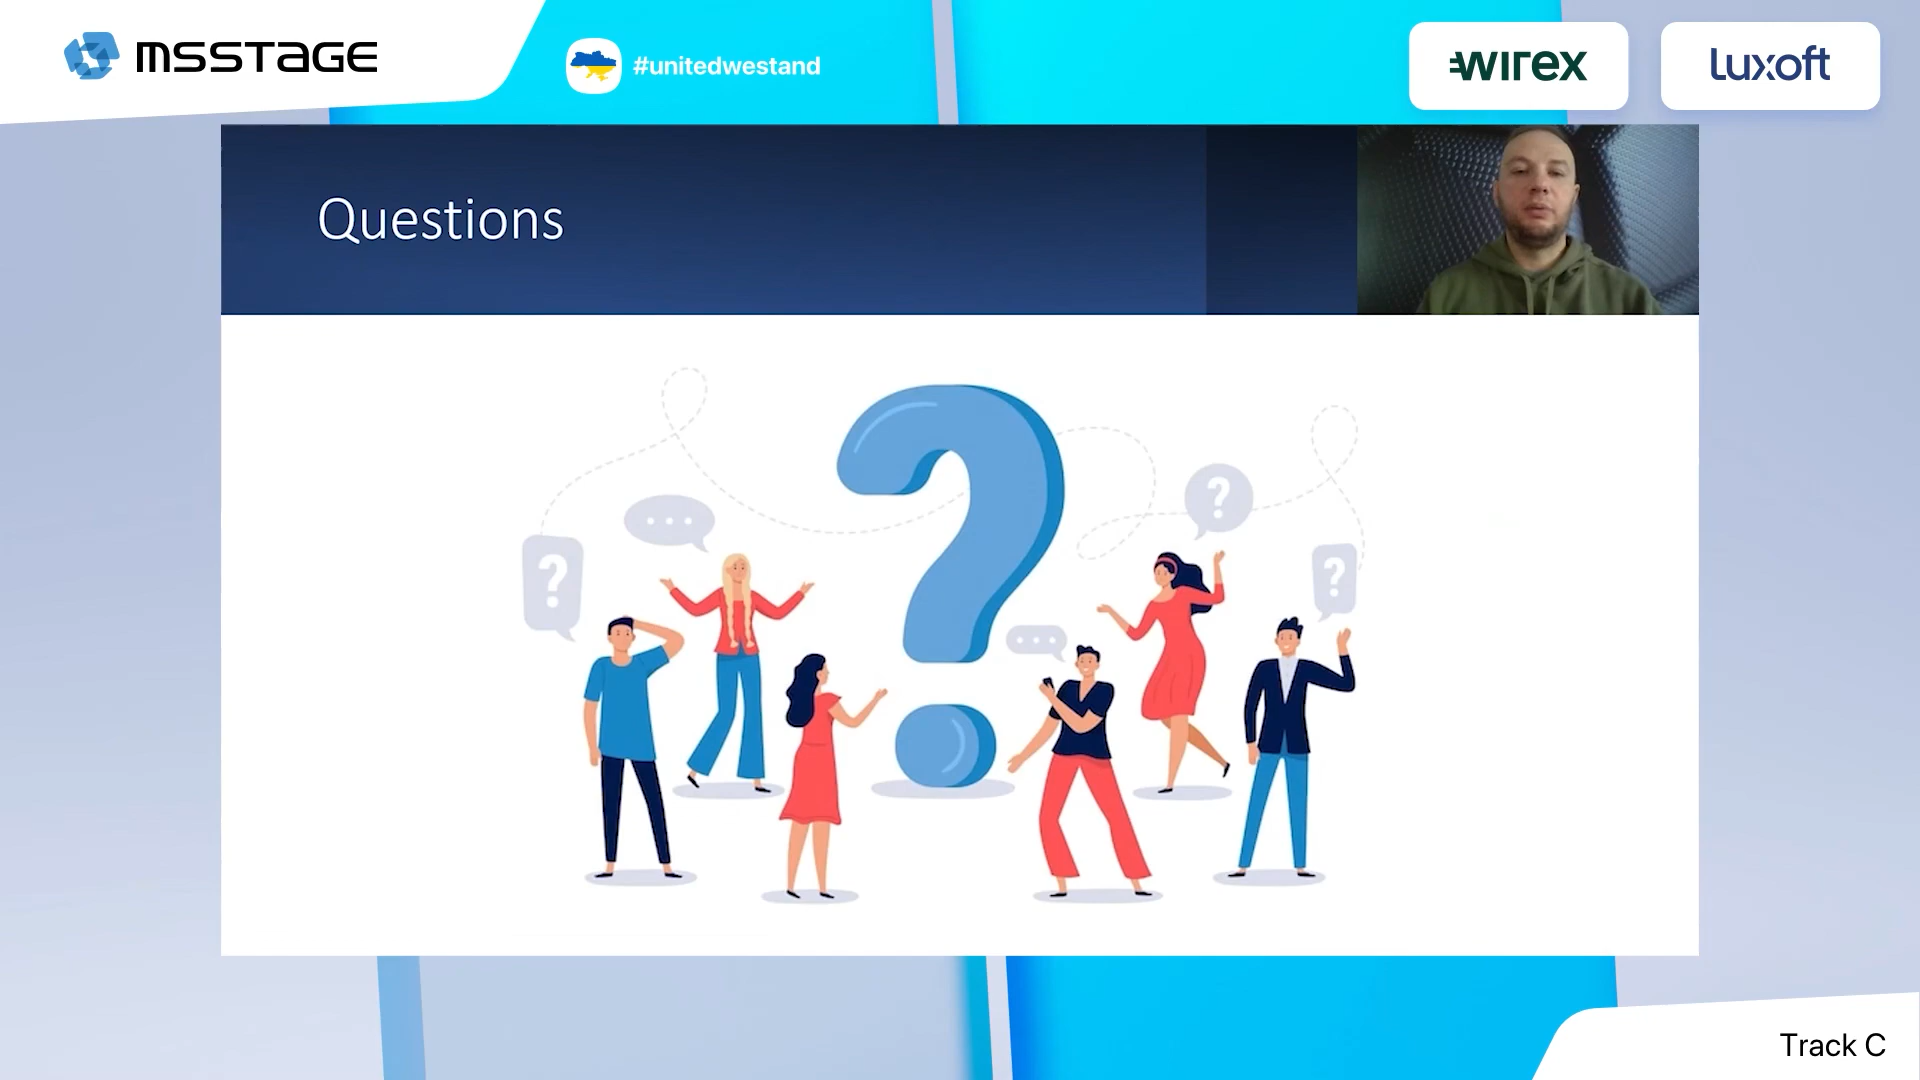 msstage
#unitedwestand
wirex
luxoft
Questions
?
?
?
?
Track C